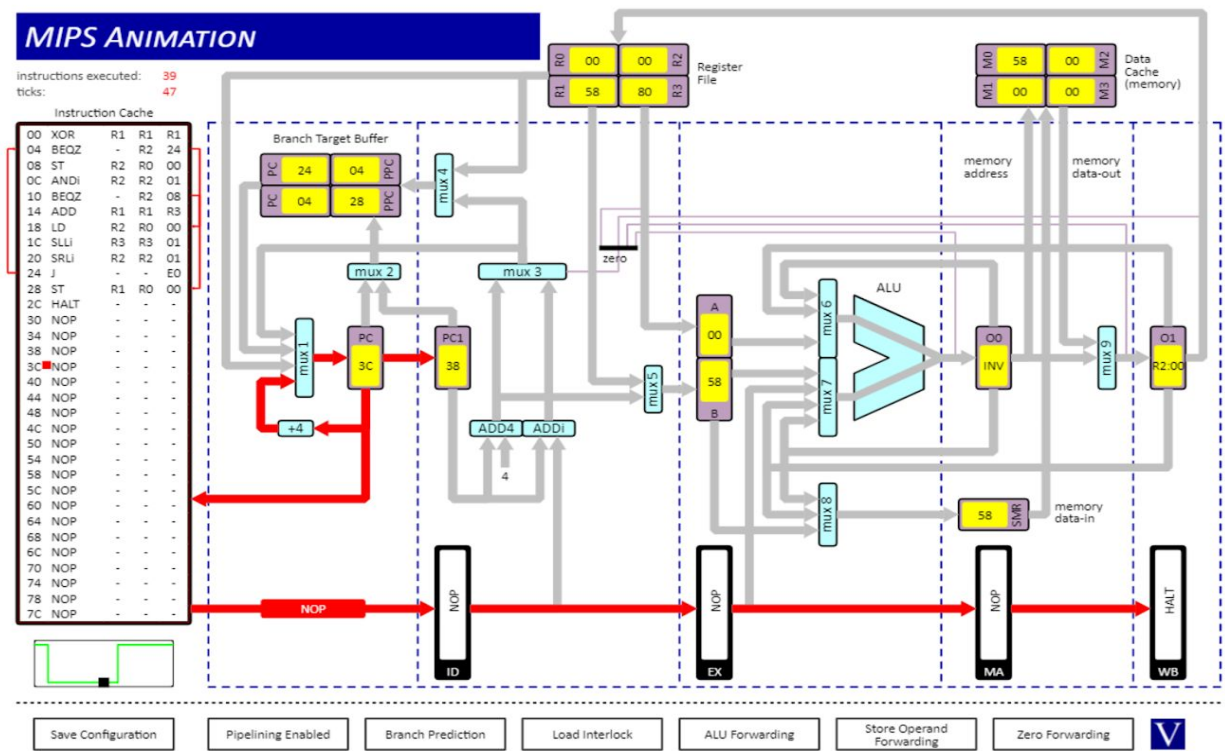 MIPS ANIMATION
instructions executed: 39
ticks: 47
Instruction Cache
00 XOR R1 R1 R1
04 BEQZ - R2 24
08 ST R2 R0 00
0C ANDi R2 R2 01
10 BEQZ - R2 08
14 ADD R1 R1 R3
18 LD R2 R0 00
1C SLLi R3 R3 01
20 SRLi R2 R2 01
24 J - - E0
28 ST R1 R0 00
2C HALT - - -
30 NOP - - -
34 NOP - - -
38 NOP - - -
3C NOP - - -
40 NOP - - -
44 NOP - - -
48 NOP - - -
4C NOP - - -
50 NOP - - -
54 NOP - - -
58 NOP - - -
5C NOP - - -
60 NOP - - -
64 NOP - - -
68 NOP - - -
6C NOP - - -
70 NOP - - -
74 NOP - - -
78 NOP - - -
7C NOP - - -
R0 00 00 R2
R1 58 80 R3
Register
File
M0 58 00 M2
M1 00 00 M3
Data
Cache
(memory)
Branch Target Buffer
PC 24 04 PPC
PC 04 28 PPC
mux 4
memory
address
memory
data-out
zero
mux 2
mux 3
mux 1
PC
3C
PC1
38
+4
ADD4
ADDi
4
mux 5
A
00
58
B
mux 6
mux 7
ALU
O0
INV
mux 9
O1
R2:00
mux 8
58 SMR
memory
data-in
NOP
NOP
ID
NOP
EX
NOP
MA
HALT
WB
Save Configuration
Pipelining Enabled
Branch Prediction
Load Interlock
ALU Forwarding
Store Operand
Forwarding
Zero Forwarding
V